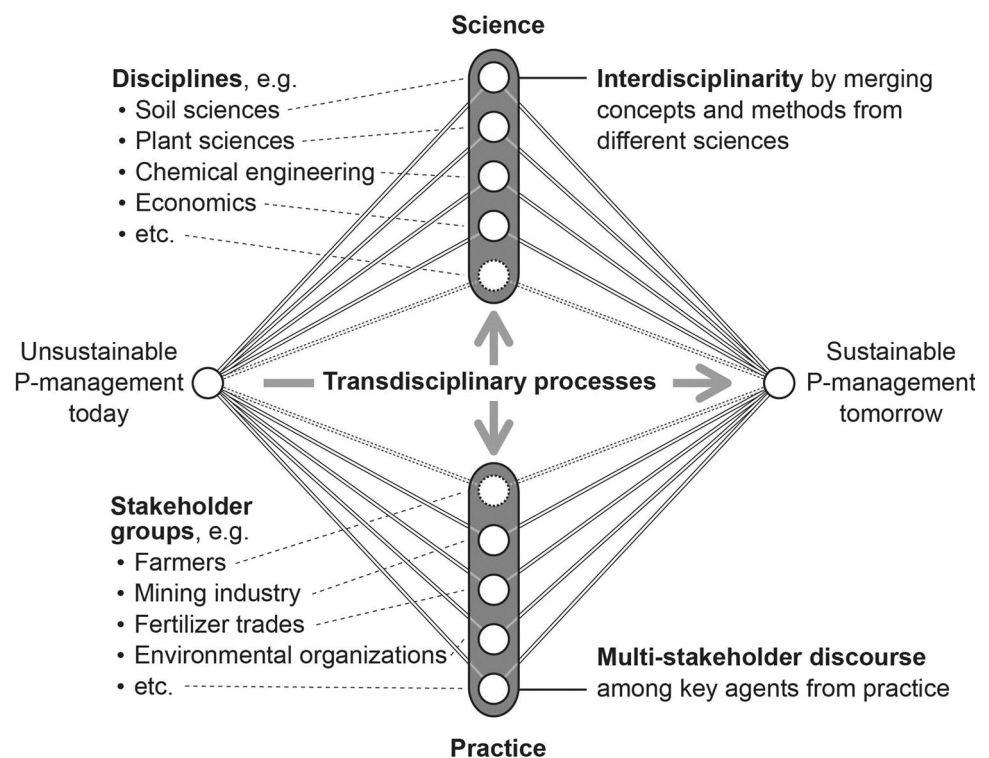 Science
Disciplines, e.g.
• Soil sciences
• Plant sciences
• Chemical engineering
• Economics
• etc.
Interdisciplinarity by merging
concepts and methods from
different sciences
Unsustainable
P-management
today
Transdisciplinary processes
Sustainable
P-management
tomorrow
Stakeholder
groups, e.g.
• Farmers
• Mining industry
• Fertilizer trades
• Environmental organizations
• etc.
Multi-stakeholder discourse
among key agents from practice
Practice